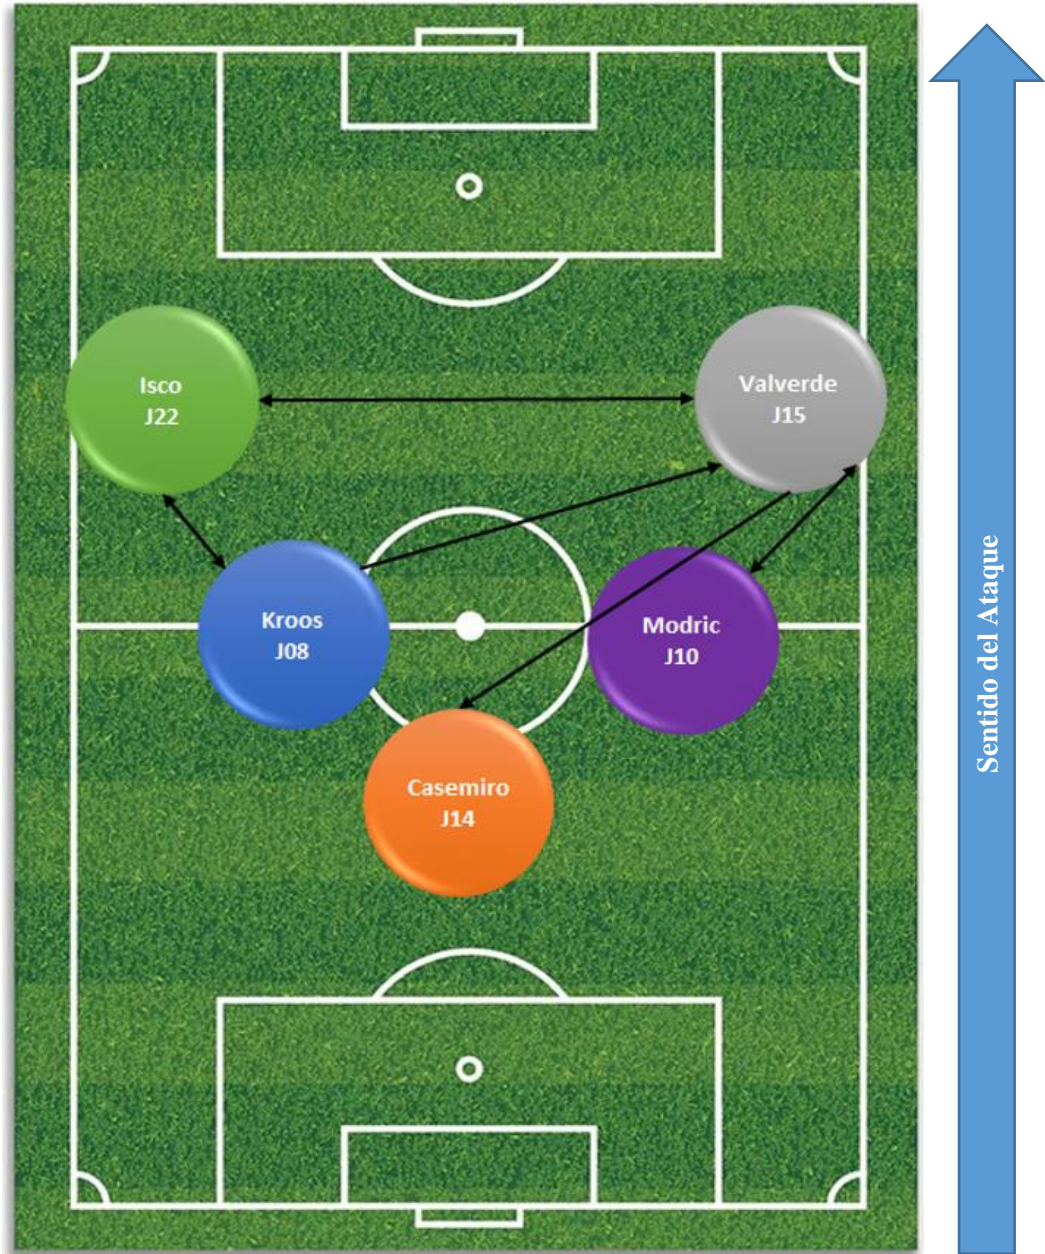 Isco
J22
Valverde
J15
Kroos
J08
Modric
J10
Casemiro
J14
Sentido del Ataque